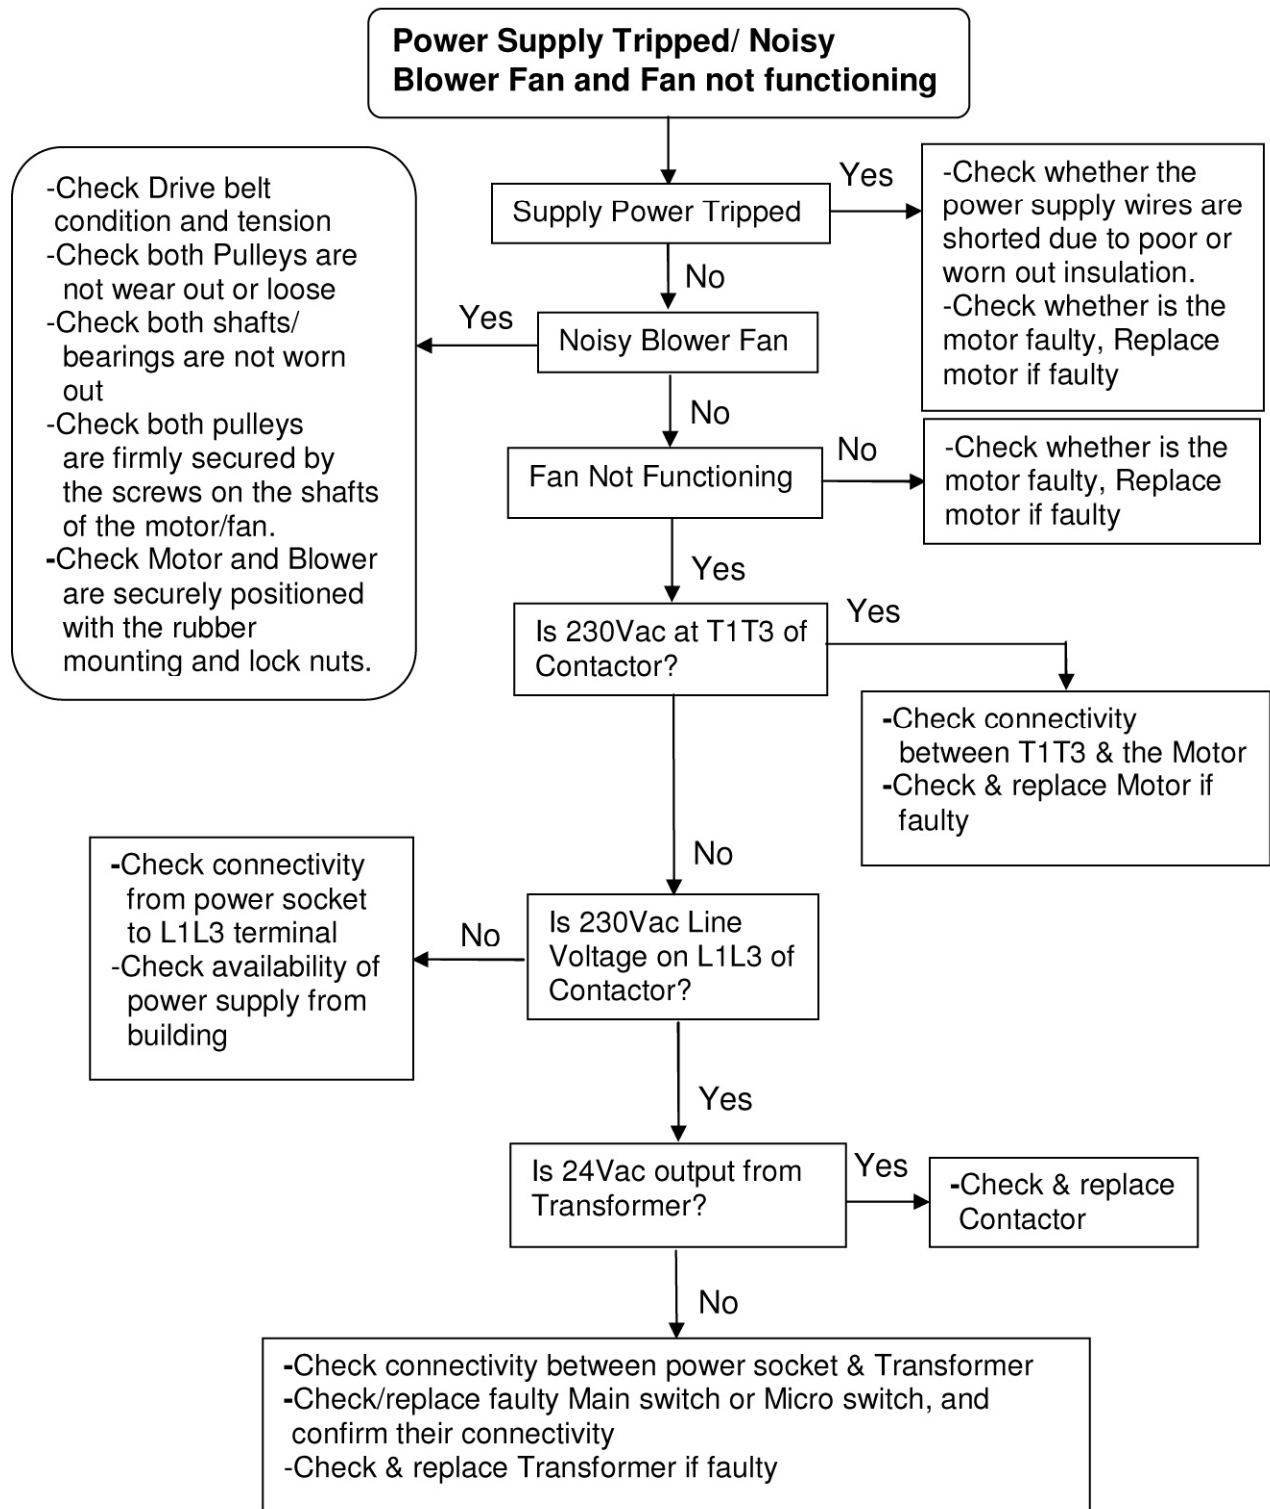 Power Supply Tripped/ Noisy
Blower Fan and Fan not functioning
Supply Power Tripped
Yes
-Check whether the
power supply wires are
shorted due to poor or
worn out insulation.
-Check whether is the
motor faulty, Replace
motor if faulty
No
Noisy Blower Fan
Yes
-Check Drive belt
condition and tension
-Check both Pulleys are
not wear out or loose
-Check both shafts/
bearings are not worn
out
-Check both pulleys
are firmly secured by
the screws on the shafts
of the motor/fan.
-Check Motor and Blower
are securely positioned
with the rubber
mounting and lock nuts.
No
Fan Not Functioning
No
-Check whether is the
motor faulty, Replace
motor if faulty
Yes
Is 230Vac at T1T3 of
Contactor?
Yes
-Check connectivity
between T1T3 & the Motor
-Check & replace Motor if
faulty
No
Is 230Vac Line
Voltage on L1L3 of
Contactor?
No
-Check connectivity
from power socket
to L1L3 terminal
-Check availability of
power supply from
building
Yes
Is 24Vac output from
Transformer?
Yes
-Check & replace
Contactor
No
-Check connectivity between power socket & Transformer
-Check/replace faulty Main switch or Micro switch, and
confirm their connectivity
-Check & replace Transformer if faulty